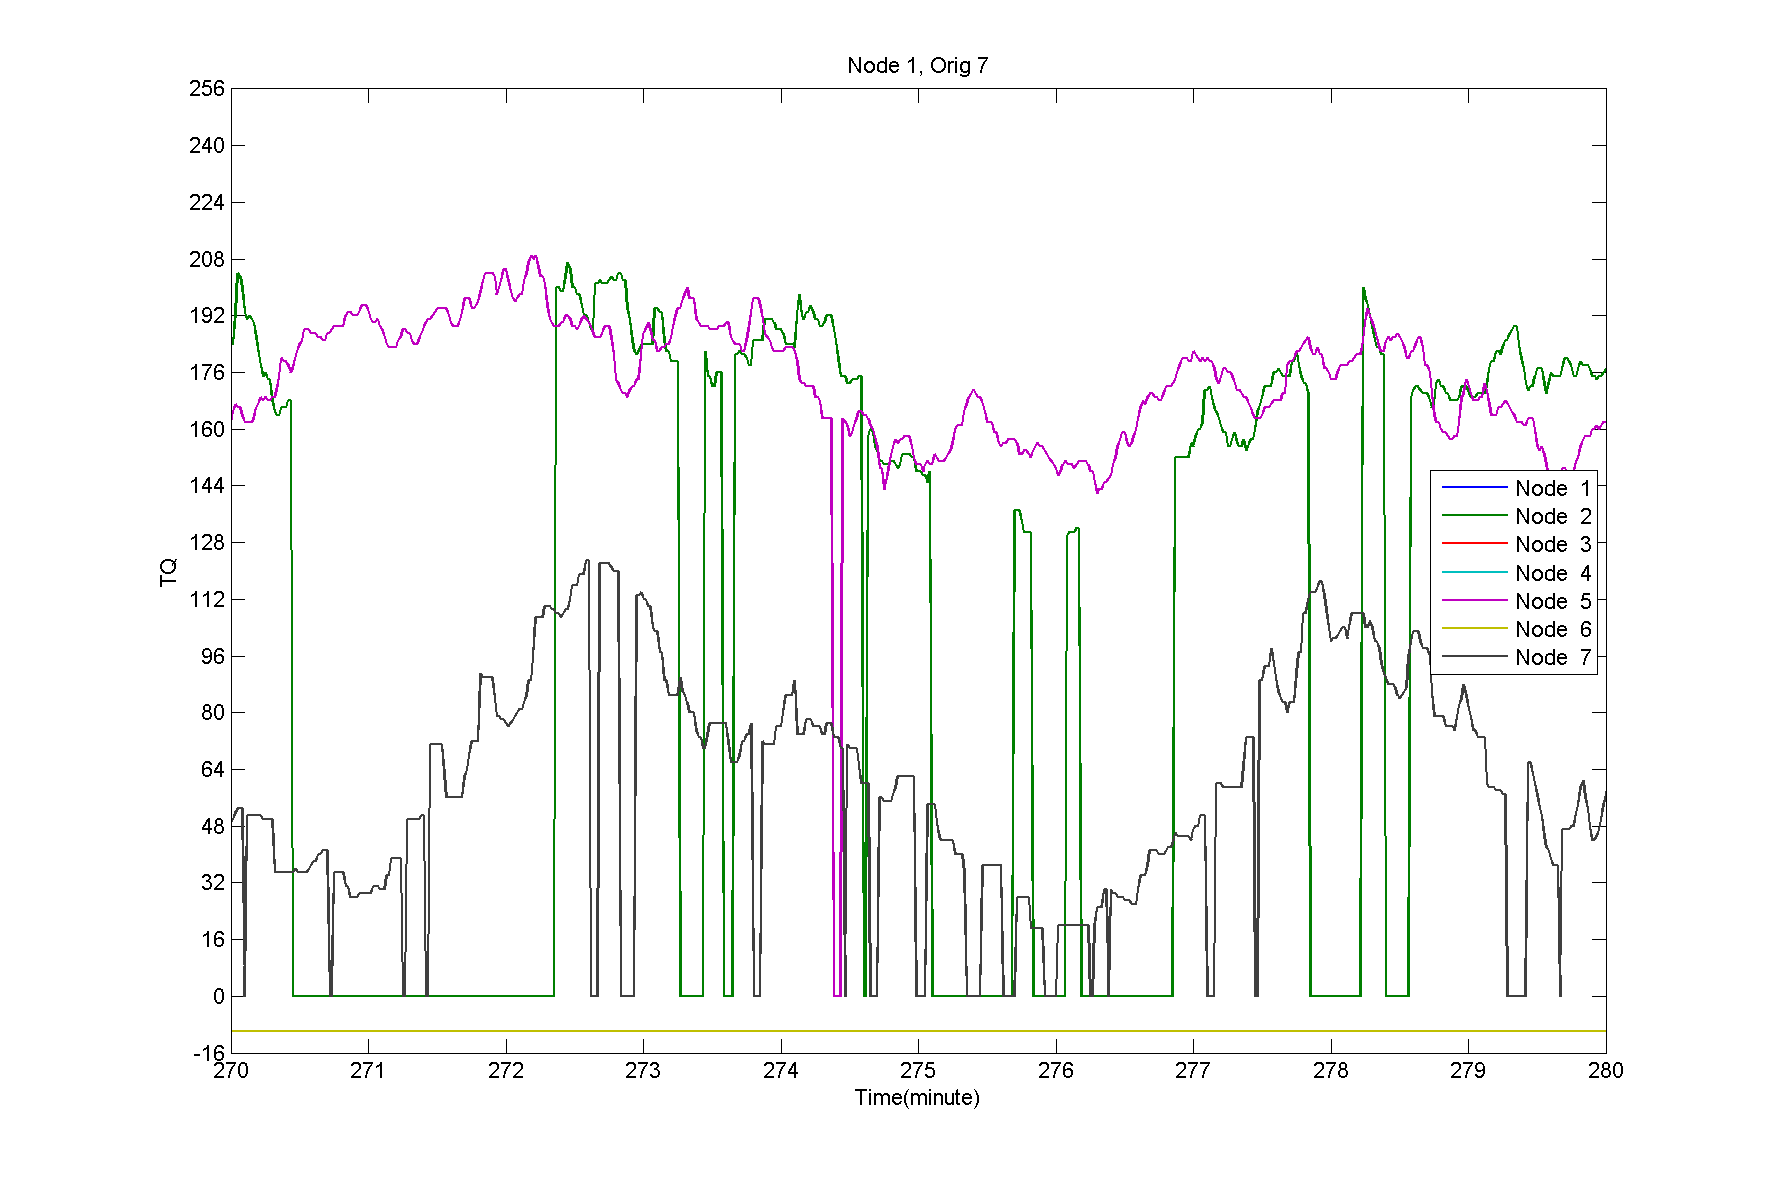 Node 1, Orig 7
256
240
224
208
192
176
160
144
128
112
96
80
64
48
32
16
0
-16
TQ
270 271 272 273 274 275 276 277 278 279 280
Time(minute)
Node 1
Node 2
Node 3
Node 4
Node 5
Node 6
Node 7